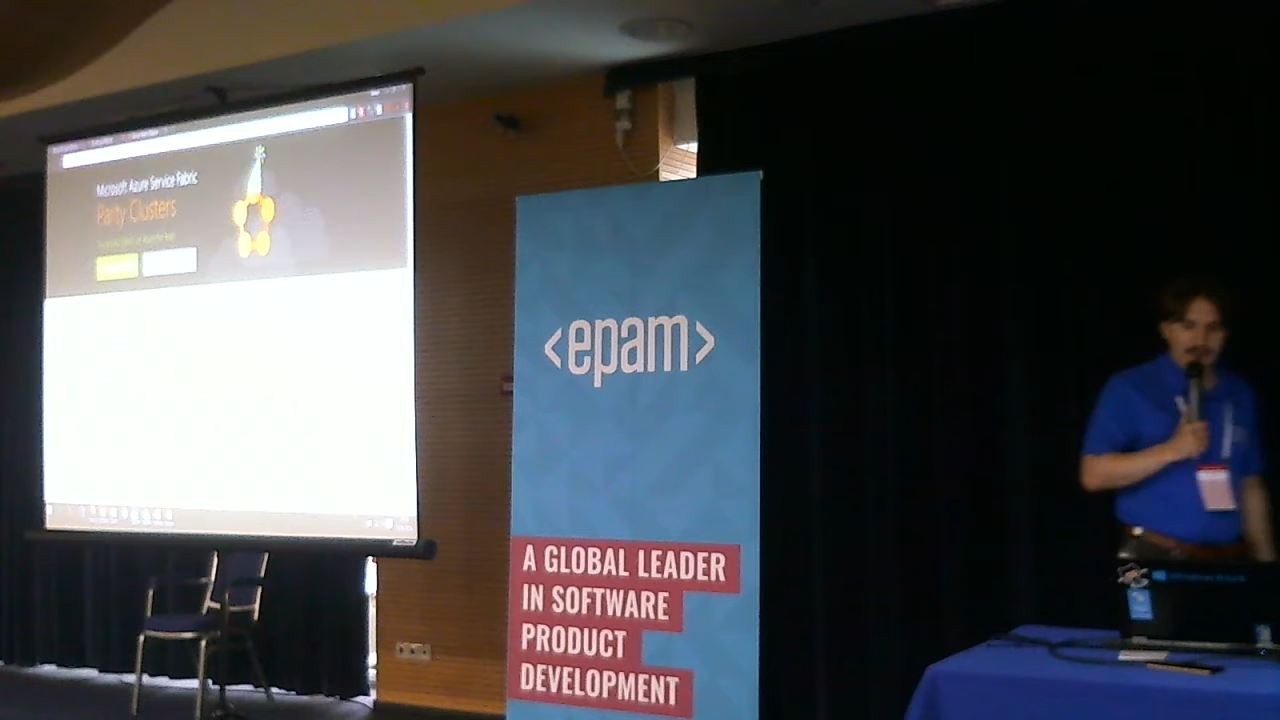 Microsoft Azure Service Fabric
Party Clusters
<epam>
A GLOBAL LEADER
IN SOFTWARE
PRODUCT
DEVELOPMENT